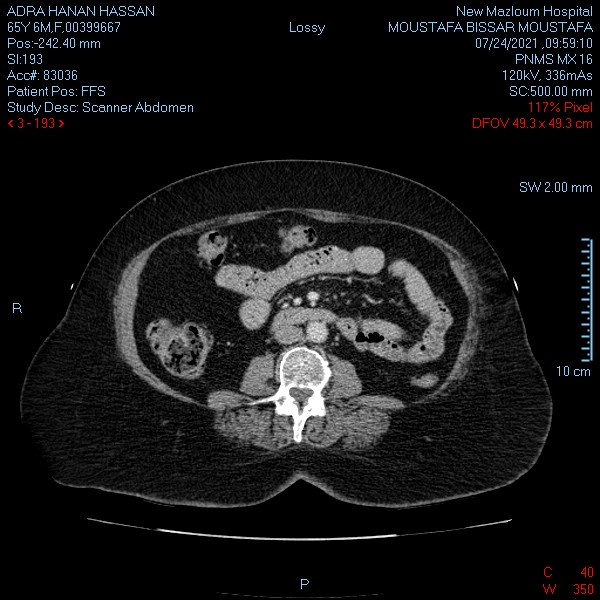 ADRA HANAN HASSAN
65Y 6M,F,00399667
Pos:-242.40 mm
SI:193
Acc#: 83036
Patient Pos: FFS
Study Desc: Scanner Abdomen
< 3 - 193 >
Lossy
New Mazloum Hospital
MOUSTAFA BISSAR MOUSTAFA
07/24/2021 ,09:59:10
PNMS MX 16
120kV, 336mAs
SC:500.00 mm
117% Pixel
DFOV 49.3 x 49.3 cm
SW 2.00 mm
R
10 cm
P
C 40
W 350